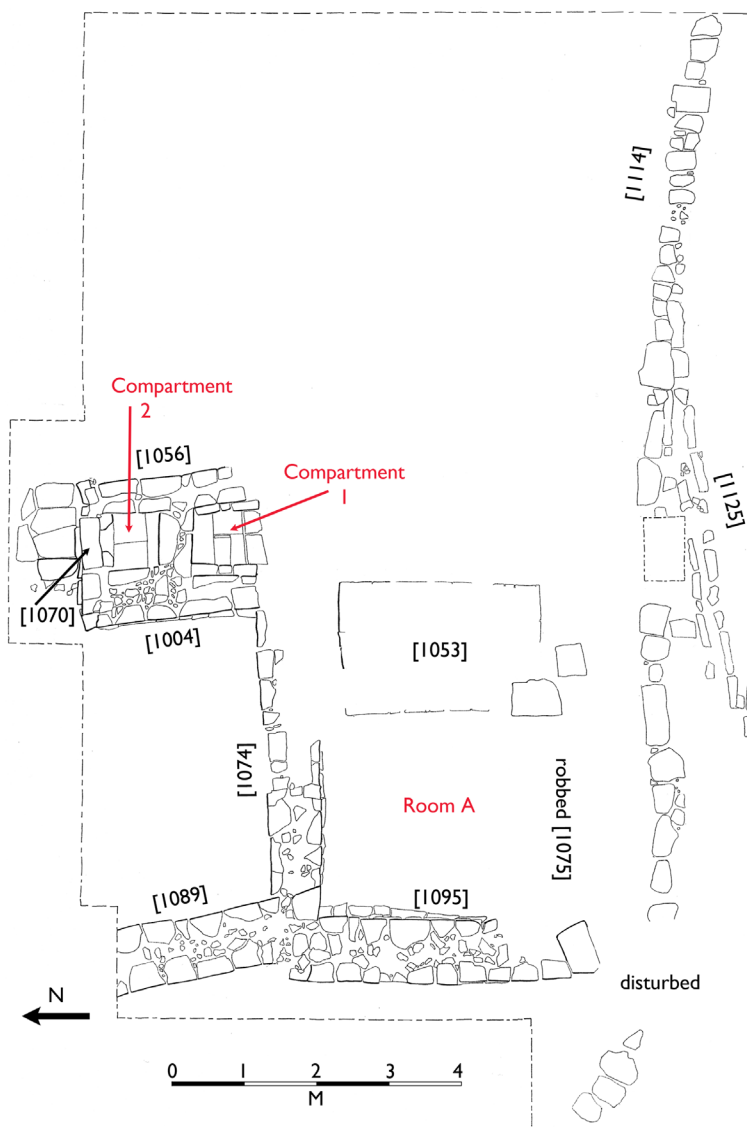 [1114]
Compartment
2
[1056]
Compartment
1
[1125]
[1070]
[1004]
[1053]
[1074]
Room A
robbed [1075]
[1089]
[1095]
N
disturbed
0 1 2 3 4
M